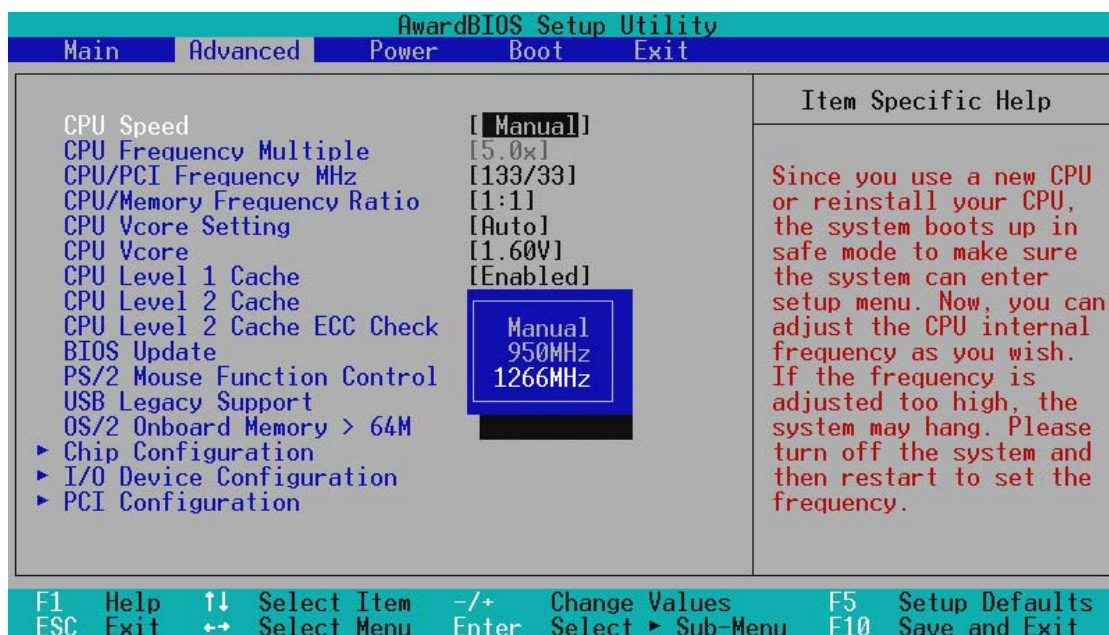 AwardBIOS Setup Utility
Main Advanced Power Boot Exit
CPU Speed [ Manual]
CPU Frequency Multiple [5.0x]
CPU/PCI Frequency MHz [133/33]
CPU/Memory Frequency Ratio [1:1]
CPU Vcore Setting [Auto]
CPU Vcore [1.60V]
CPU Level 1 Cache [Enabled]
CPU Level 2 Cache
CPU Level 2 Cache ECC Check
BIOS Update
PS/2 Mouse Function Control
USB Legacy Support
OS/2 Onboard Memory > 64M
► Chip Configuration
► I/O Device Configuration
► PCI Configuration
Manual
950MHz
1266MHz
Item Specific Help
Since you use a new CPU
or reinstall your CPU,
the system boots up in
safe mode to make sure
the system can enter
setup menu. Now, you can
adjust the CPU internal
frequency as you wish.
If the frequency is
adjusted too high, the
system may hang. Please
turn off the system and
then restart to set the
frequency.
F1 Help ↑↓ Select Item -/+ Change Values F5 Setup Defaults
ESC Exit ←→ Select Menu Enter Select ► Sub-Menu F10 Save and Exit